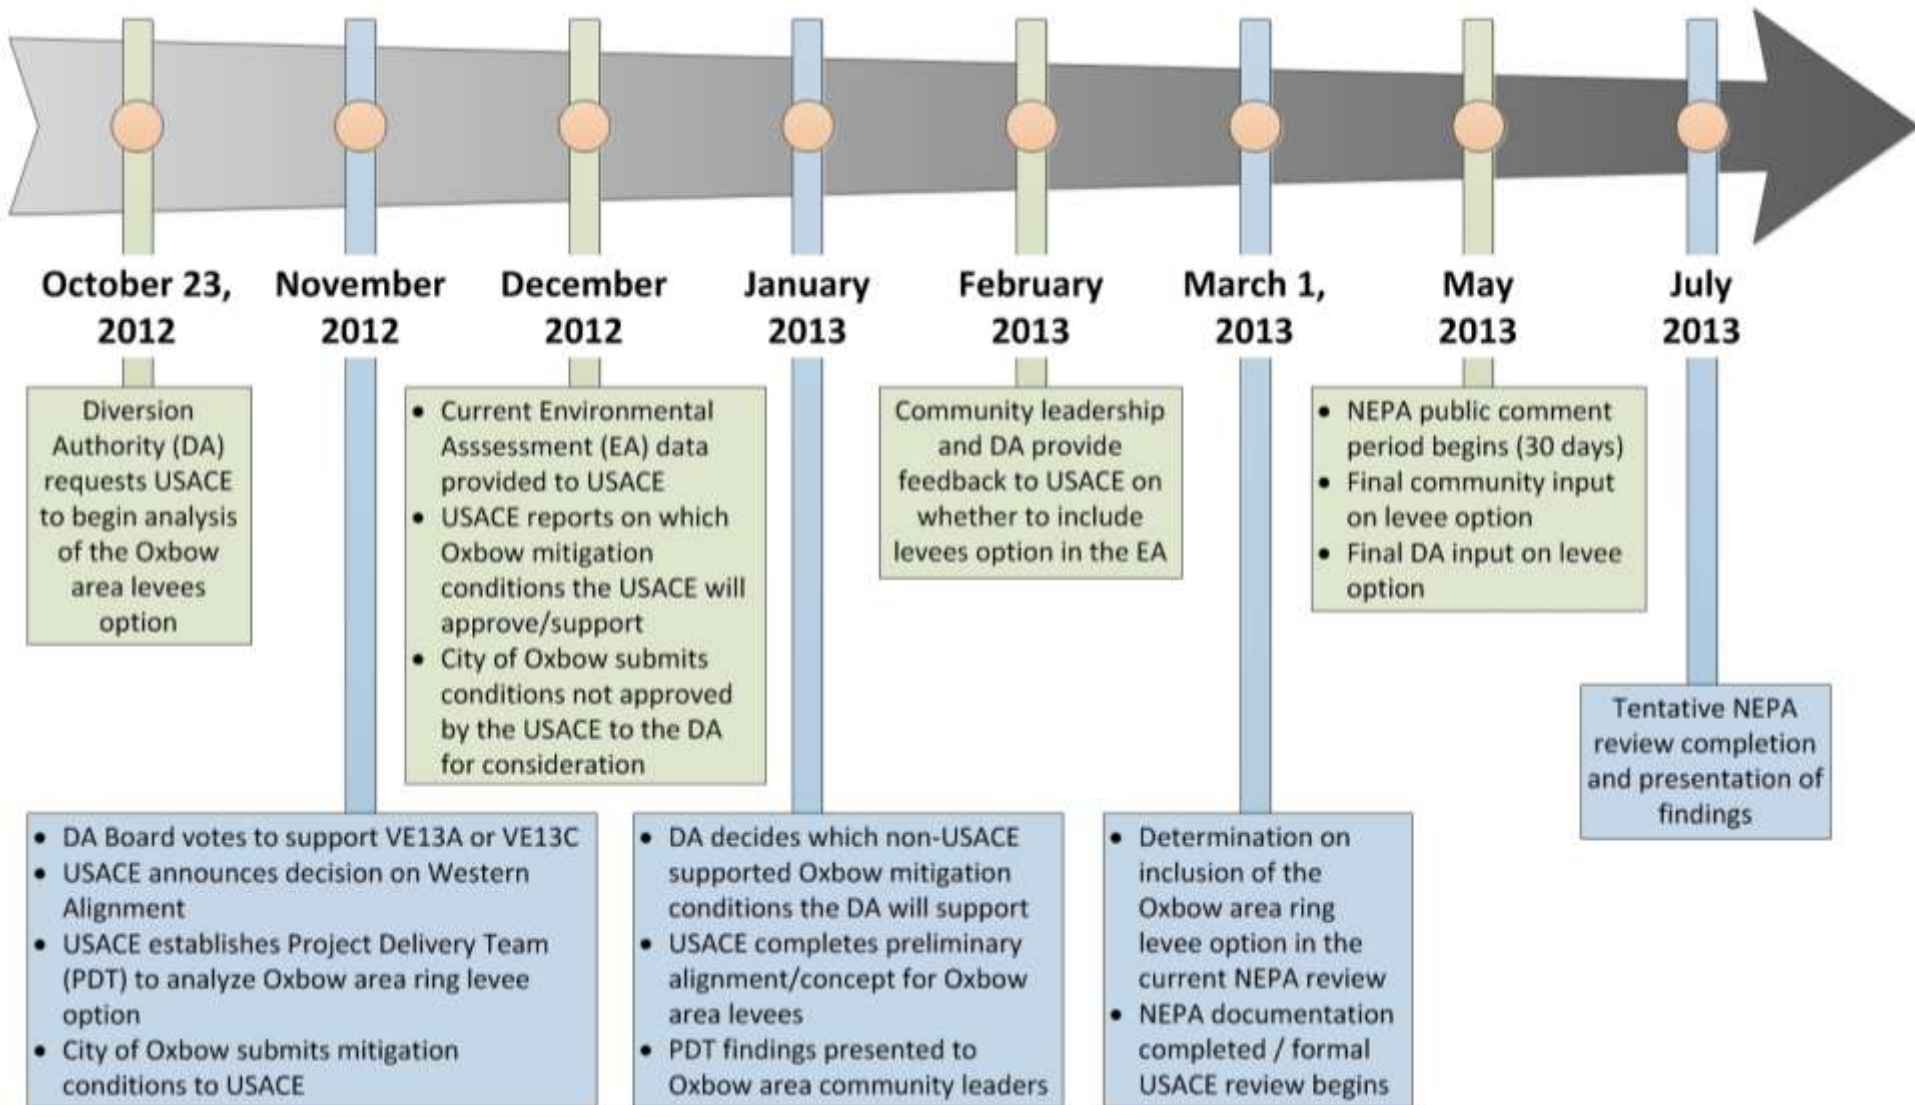 October 23,
2012
November
2012
December
2012
January
2013
February
2013
March 1,
2013
May
2013
July
2013
Diversion
Authority (DA)
requests USACE
to begin analysis
of the Oxbow
area levees
option
• DA Board votes to support VE13A or VE13C
• USACE announces decision on Western
Alignment
• USACE establishes Project Delivery Team
(PDT) to analyze Oxbow area ring levee
option
• City of Oxbow submits mitigation
conditions to USACE
• Current Environmental
Asssessment (EA) data
provided to USACE
• USACE reports on which
Oxbow mitigation
conditions the USACE will
approve/support
• City of Oxbow submits
conditions not approved
by the USACE to the DA
for consideration
• DA decides which non-USACE
supported Oxbow mitigation
conditions the DA will support
• USACE completes preliminary
alignment/concept for Oxbow
area levees
• PDT findings presented to
Oxbow area community leaders
Community leadership
and DA provide
feedback to USACE on
whether to include
levees option in the EA
• Determination on
inclusion of the
Oxbow area ring
levee option in the
current NEPA review
• NEPA documentation
completed / formal
USACE review begins
• NEPA public comment
period begins (30 days)
• Final community input
on levee option
• Final DA input on levee
option
Tentative NEPA
review completion
and presentation of
findings